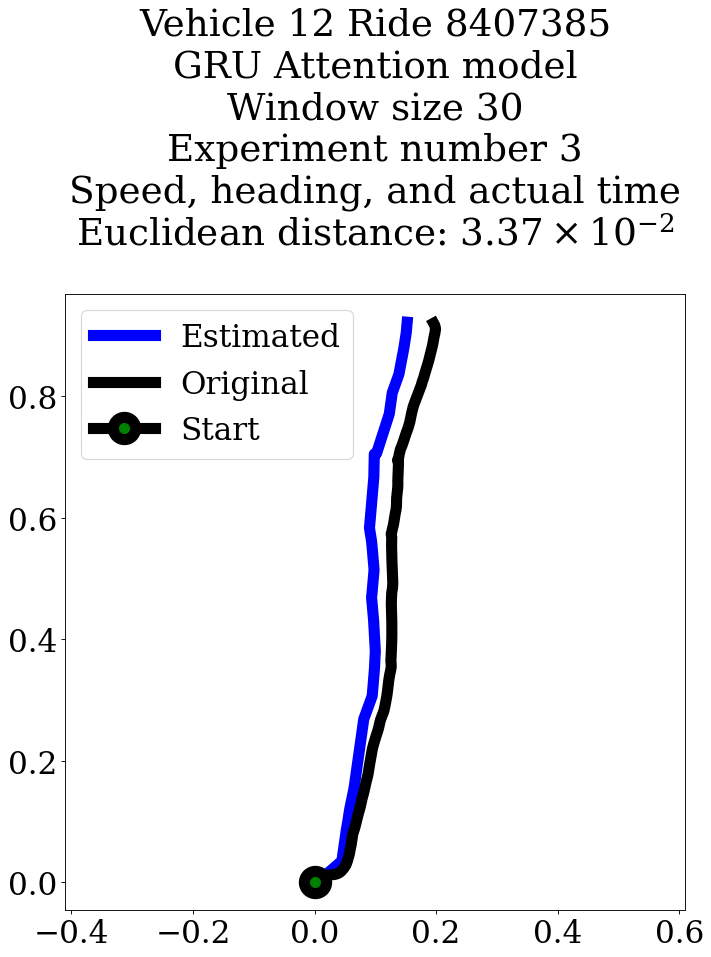 Vehicle 12 Ride 8407385
GRU Attention model
Window size 30
Experiment number 3
Speed, heading, and actual time
Euclidean distance: 3.37 × 10⁻²
Estimated
Original
Start
0.8
0.6
0.4
0.2
0.0
−0.4 −0.2 0.0 0.2 0.4 0.6